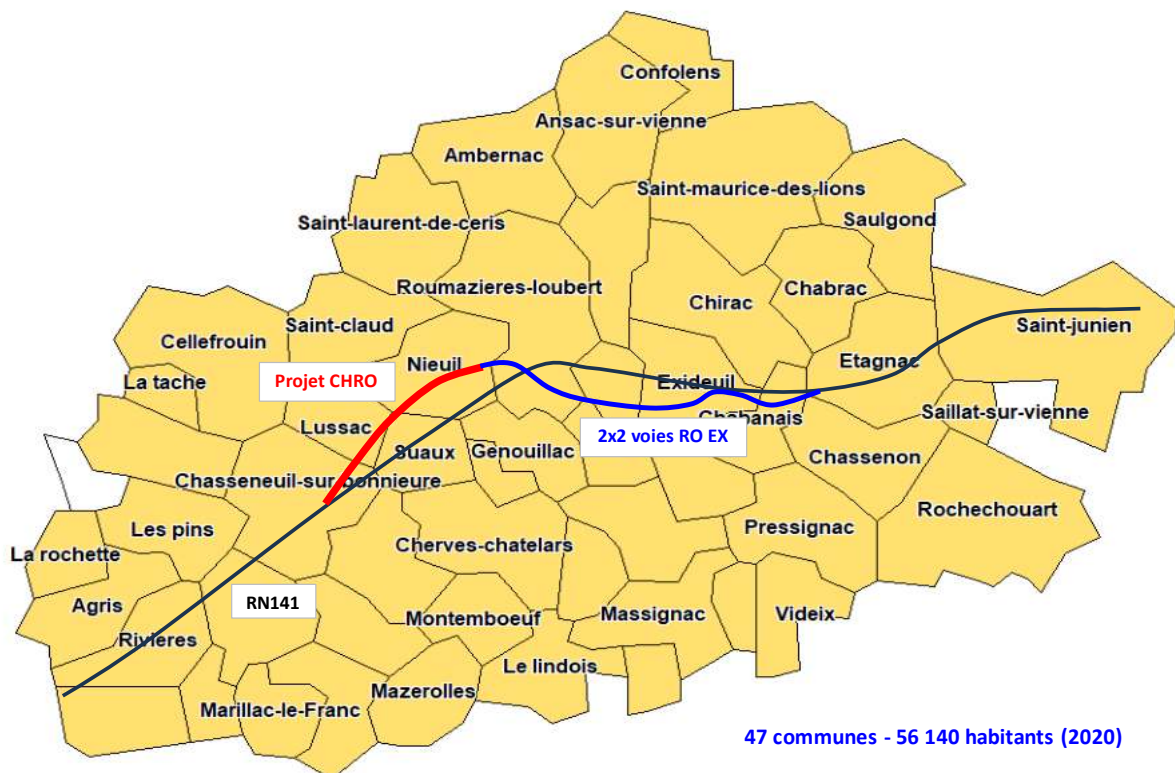 Confolens
Ansac-sur-vienne
Ambernac
Saint-maurice-des-lions
Saulgond
Saint-laurent-de-ceris
Roumazieres-loubert
Chirac
Chabrac
Saint-claud
Saint-junien
Cellefrouin
Nieuil
Etagnac
La tache
Projet CHRO
Exideuil
Saillat-sur-vienne
Chabanais
Lussac
2x2 voies RO EX
Suaux
Genouillac
Chassenon
Chasseneuil-sur-bonnieure
Rochechouart
Les pins
Pressignac
La rochette
Cherves-chatelars
RN141
Agris
Montemboeuf
Massignac
Videix
Rivieres
Le lindois
Mazerolles
Marillac-le-Franc
47 communes - 56 140 habitants (2020)